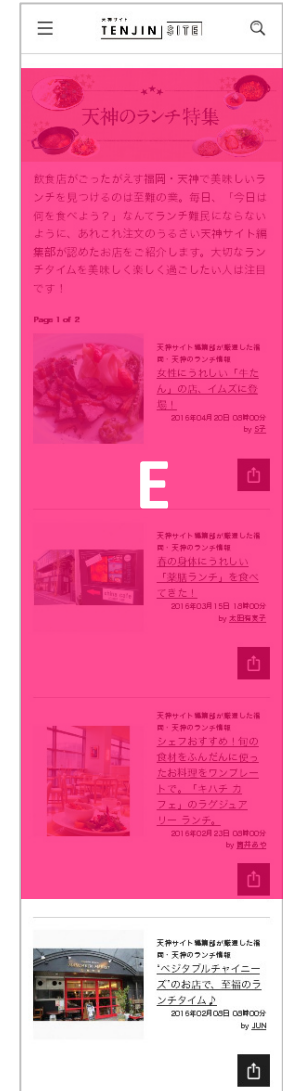 天神サイト
TENJIN SITE
天神のランチ特集
飲食店がごったがえす福岡・天神で美味しいラ
ンチを見つけるのは至難の業。毎日、「今日は
何を食べよう？」なんてランチ難民にならない
ように、あれこれ注文のうるさい天神サイト編
集部が認めたお店をご紹介します。大切なラン
チタイムを美味しく楽しく過ごしたい人は注目
です！
Page 1 of 2
天神サイト編集部が厳選した福
岡・天神のランチ情報
女性にうれしい「牛た
ん」の店、イムズに登
場！
2016年04月20日 08時00分
by S子
E
天神サイト編集部が厳選した福
岡・天神のランチ情報
春の身体にうれしい
「薬膳ランチ」を食べ
てきた！
2016年03月15日 18時00分
天神サイト編集部が厳選した福
岡・天神のランチ情報
シェフおすすめ！旬の
食材をふんだんに使っ
たお料理をワンプレー
トで。「キハチ カ
フェ」のラグジュア
リー ランチ。
2016年02月23日 08時00分
by 筒井あや
天神サイト編集部が厳選した福
岡・天神のランチ情報
“ベジタブルチャイニー
ズ”のお店で、至福のラ
ンチタイム♪
2016年02月08日 08時00分
by JUN